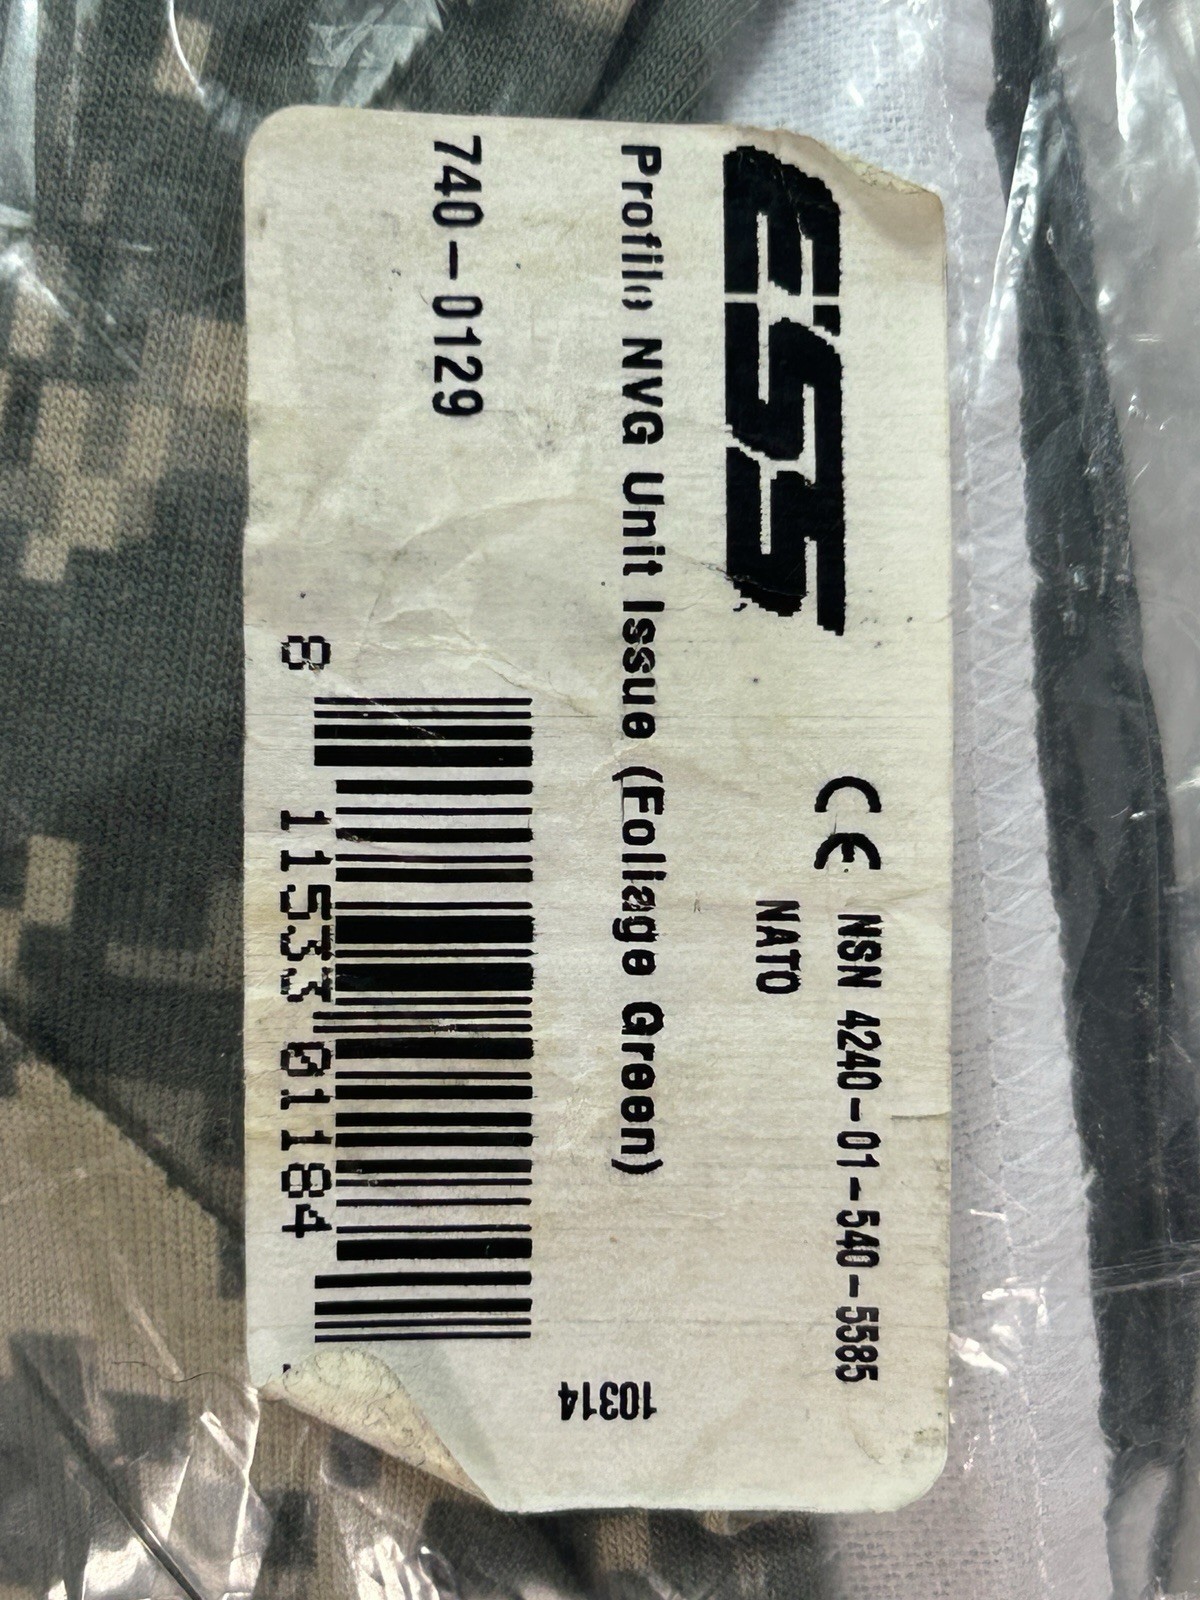 ESS
CE NSN 4240-01-540-5585
NATO
Profile NVG Unit Issue (Foliage Green)
10314
740-0129
8 11533 01184